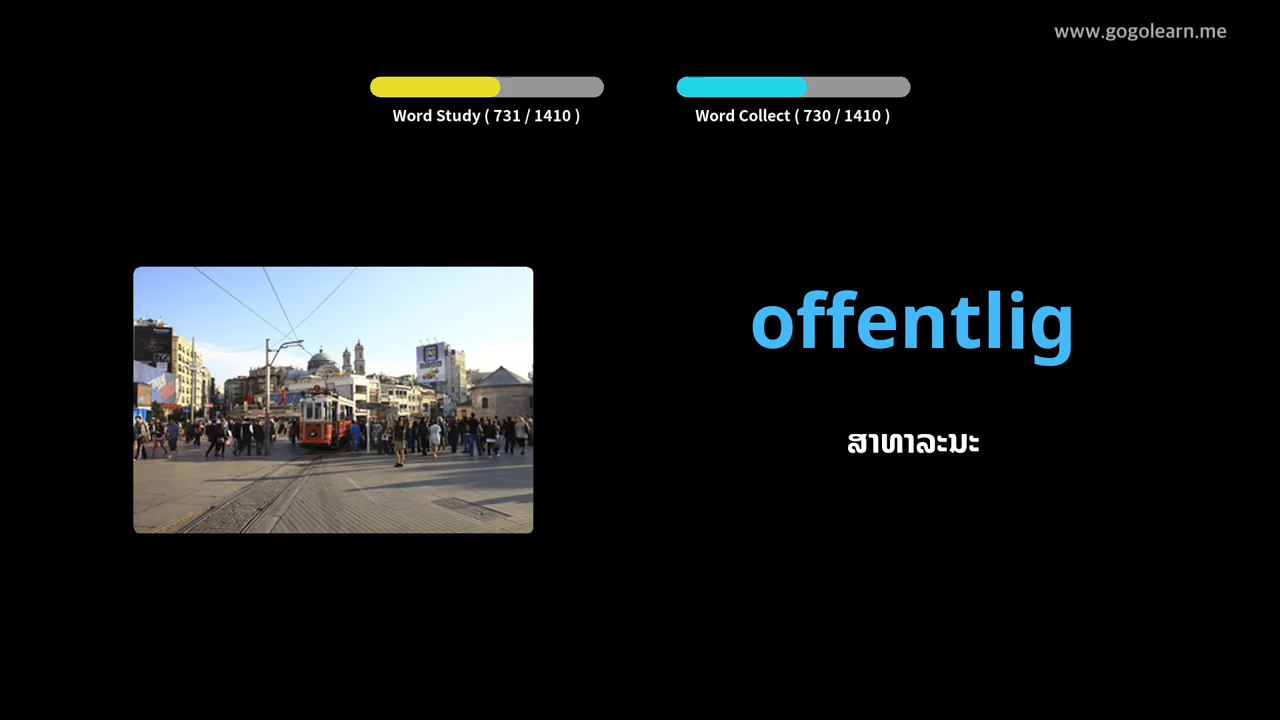 www.gogolearn.me
Word Study ( 731 / 1410 )
Word Collect ( 730 / 1410 )
offentlig
ສາທາລະນະ